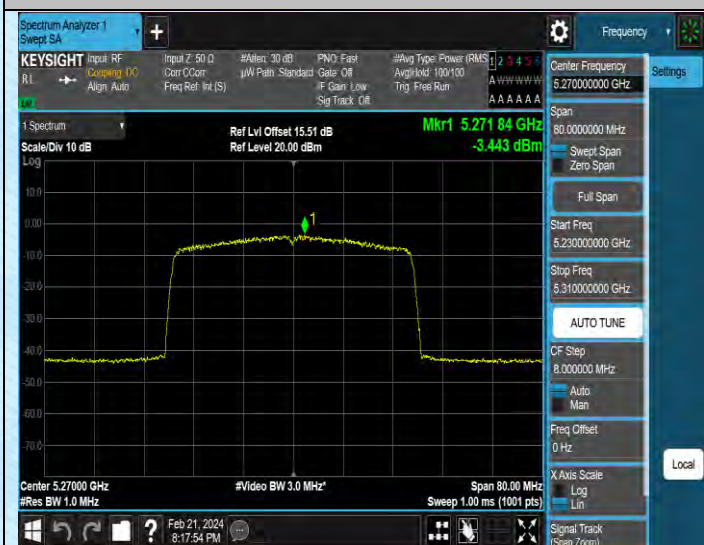 Spectrum Analyzer 1
Swept SA
+
Frequency
KEYSIGHT
Input: RF
Coupling: DC
Align: Auto
Input Z: 50 Ω
Corr CCorr
Freq Ref: Int (S)
#Atten: 30 dB
µW Path: Standard
PNO: Fast
Gate: Off
IF Gain: Low
Sig Track: Off
#Avg Type: Power (RMS
Avg|Hold: 100/100
Trig: Free Run
1 2 3 4 5 6
A W W W W W
A A A A A A
RL
Center Frequency
5.270000000 GHz
Settings
Span
80.0000000 MHz
Swept Span
Zero Span
Full Span
Start Freq
5.230000000 GHz
Stop Freq
5.310000000 GHz
AUTO TUNE
CF Step
8.000000 MHz
Auto
Man
Freq Offset
0 Hz
X Axis Scale
Log
Lin
Signal Track
(Span Zoom)
Local
1 Spectrum
Scale/Div 10 dB
Ref Lvl Offset 15.51 dB
Ref Level 20.00 dBm
Mkr1 5.271 84 GHz
-3.443 dBm
Log
10.0
0.00
-10.0
-20.0
-30.0
-40.0
-50.0
-60.0
-70.0
1
Center 5.27000 GHz
#Res BW 1.0 MHz
#Video BW 3.0 MHz*
Span 80.00 MHz
Sweep 1.00 ms (1001 pts)
?
Feb 21, 2024
8:17:54 PM